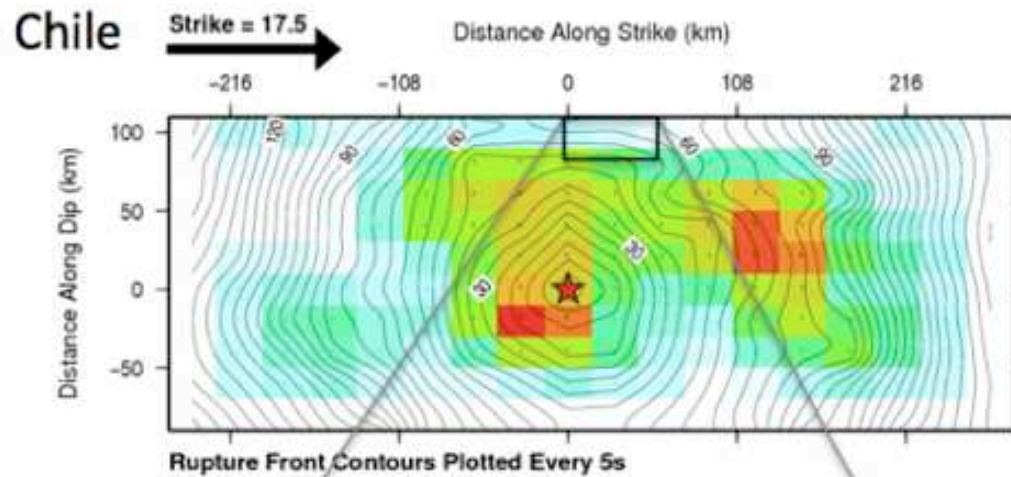 Chile
Strike = 17.5
Distance Along Strike (km)
−216 −108 0 108 216
Distance Along Dip (km)
100
50
0
−50
120
90
60
30
30
60
90
Rupture Front Contours Plotted Every 5s